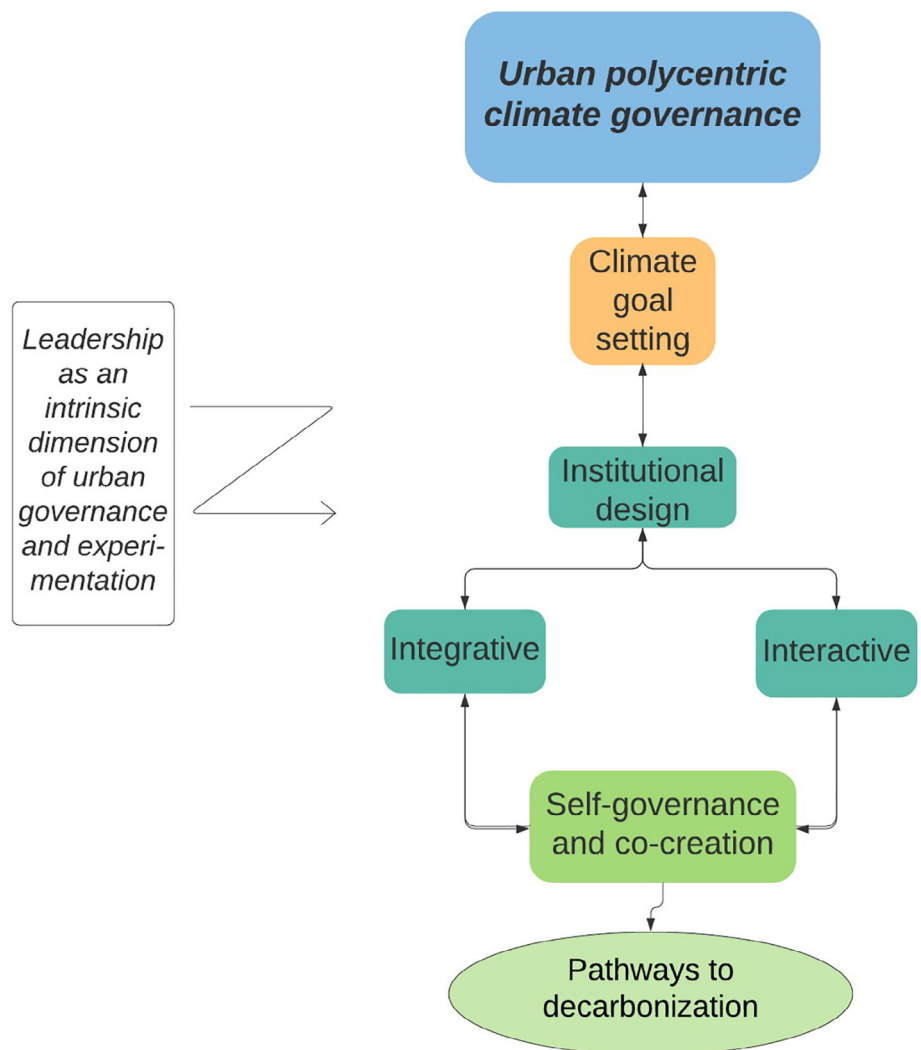 Urban polycentric
climate governance
Climate
goal
setting
Leadership
as an
intrinsic
dimension
of urban
governance
and experi-
mentation
Institutional
design
Integrative
Interactive
Self-governance
and co-creation
Pathways to
decarbonization